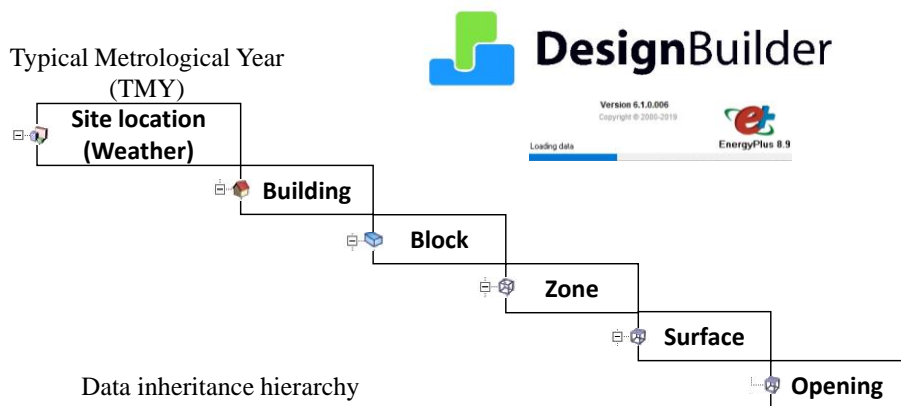 Typical Metrological Year
(TMY)
DesignBuilder
Version 6.1.0.006
Copyright © 2000-2019
Loading data
EnergyPlus 8.9
Site location
(Weather)
Building
Block
Zone
Surface
Opening
Data inheritance hierarchy